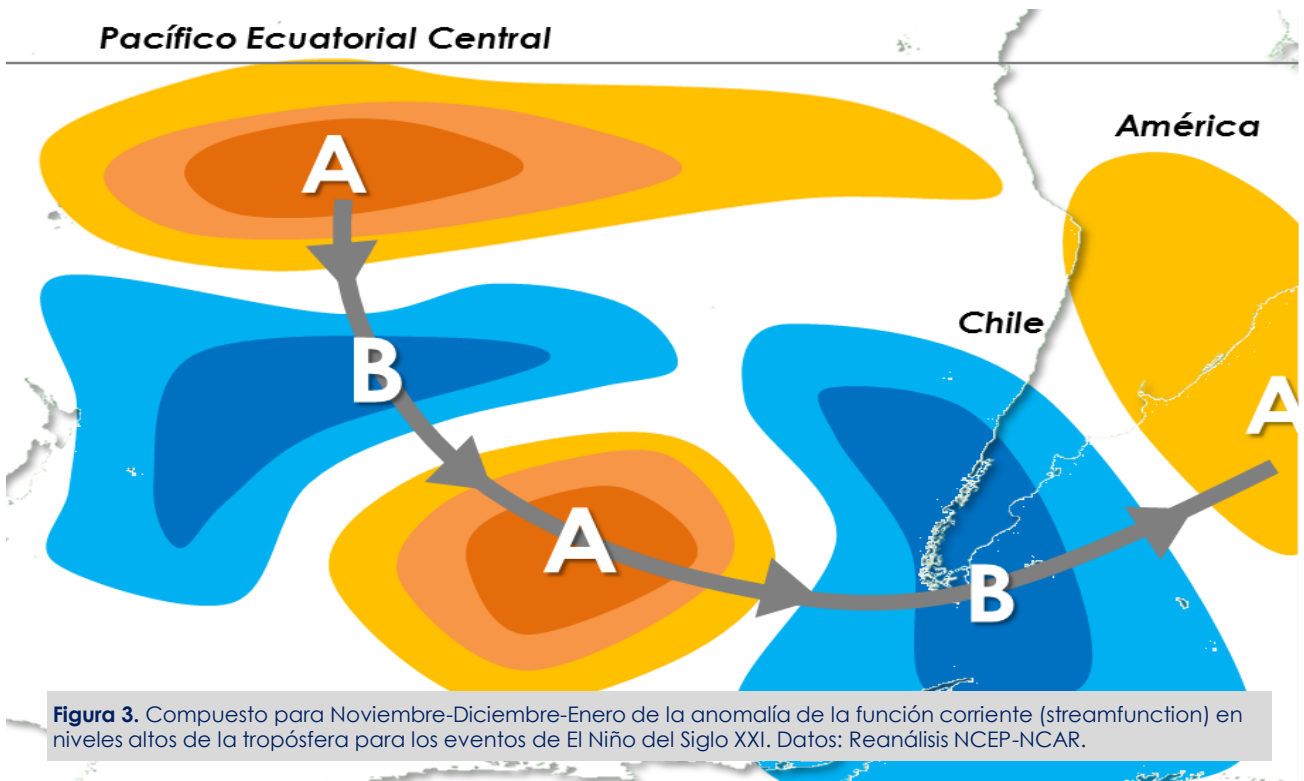 Pacífico Ecuatorial Central
América
A
Chile
B
A
A
B
Figura 3. Compuesto para Noviembre-Diciembre-Enero de la anomalía de la función corriente (streamfunction) en
niveles altos de la tropósfera para los eventos de El Niño del Siglo XXI. Datos: Reanálisis NCEP-NCAR.